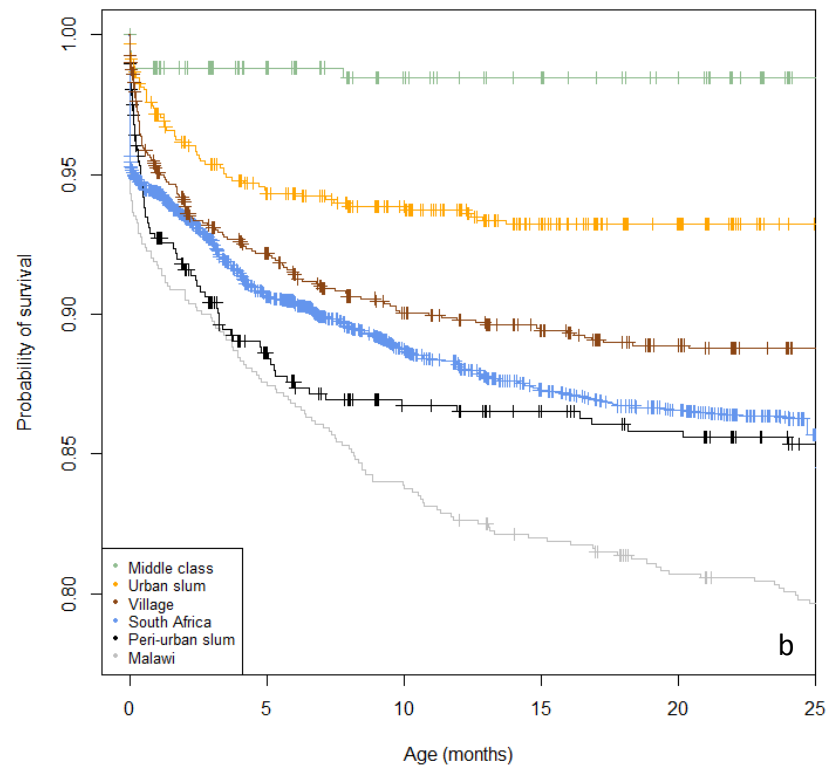 Probability of survival
1.00
0.95
0.90
0.85
0.80
Middle class
Urban slum
Village
South Africa
Peri-urban slum
Malawi
b
0 5 10 15 20 25
Age (months)